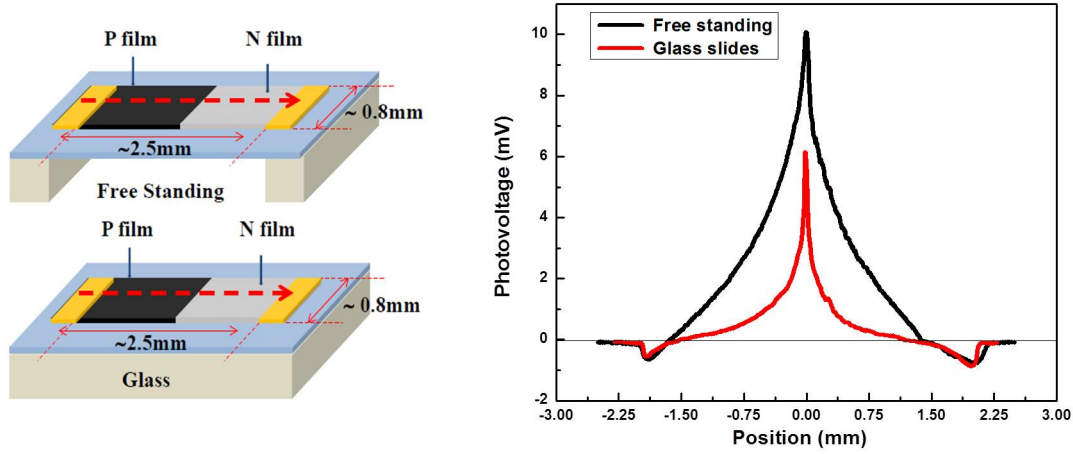 P film
N film
~ 0.8mm
~2.5mm
Free Standing
P film
N film
~ 0.8mm
~2.5mm
Glass
Free standing
Glass slides
Photovoltage (mV)
10
8
6
4
2
0
-2
-3.00 -2.25 -1.50 -0.75 0.00 0.75 1.50 2.25 3.00
Position (mm)